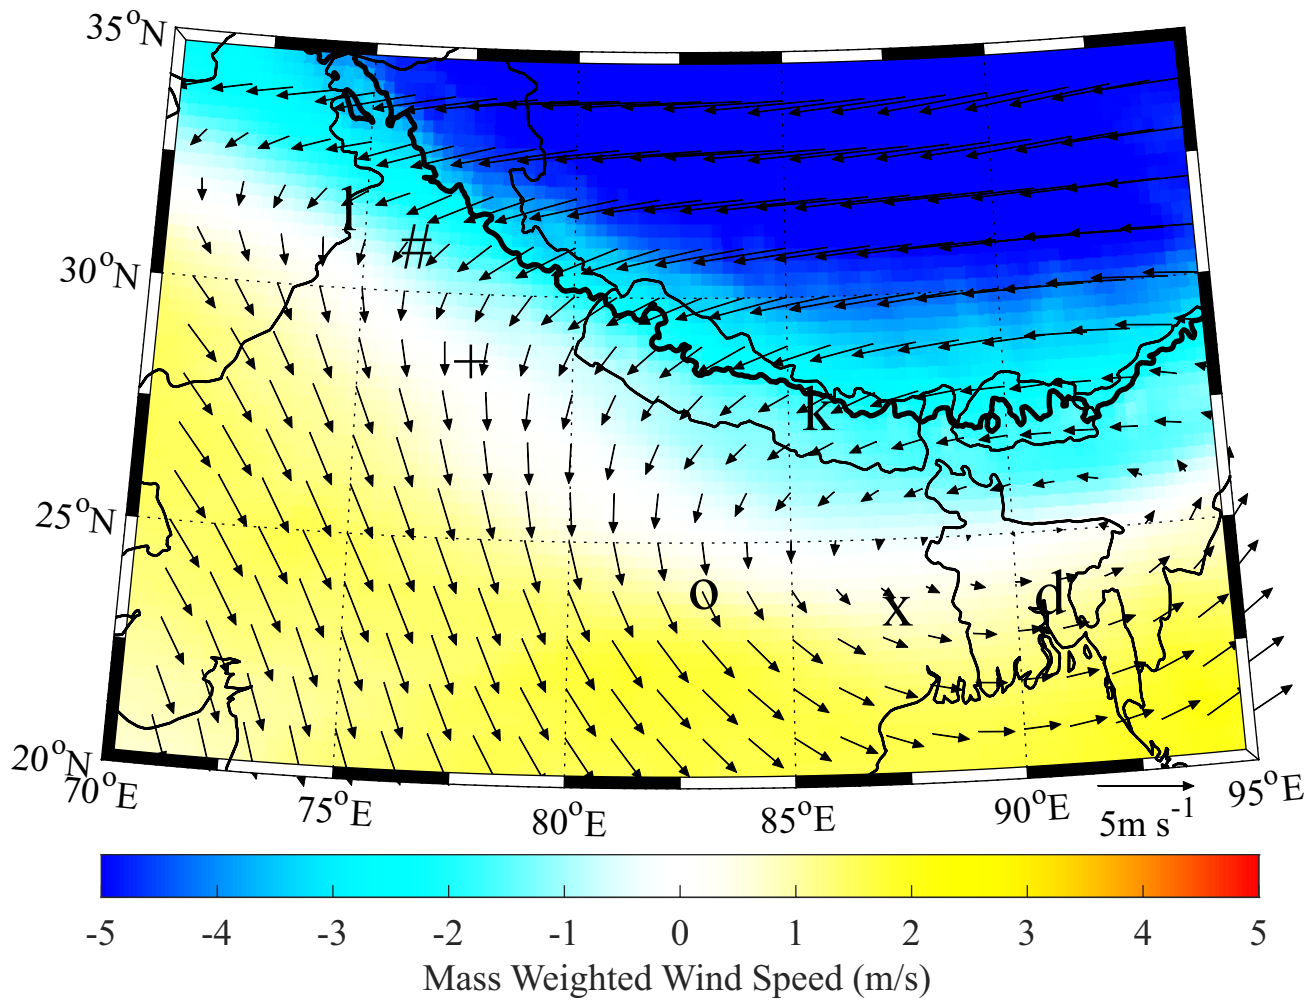 35°N
l
#
30°N
+
k
25°N
o
x
d
20°N
70°E
75°E
80°E
85°E
90°E
95°E
5m s⁻¹
-5 -4 -3 -2 -1 0 1 2 3 4 5
Mass Weighted Wind Speed (m/s)